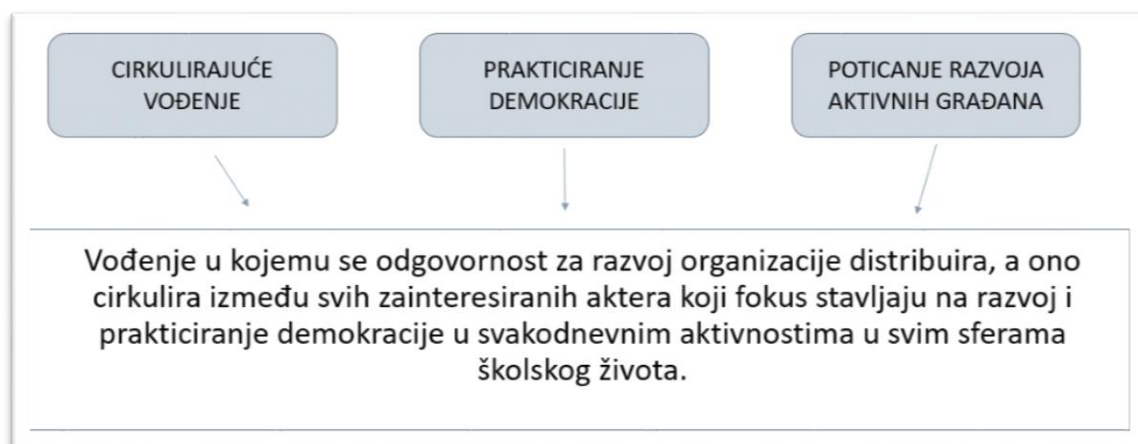 CIRKULIRAJUĆE
VOĐENJE
PRAKTICIRANJE
DEMOKRACIJE
POTICANJE RAZVOJA
AKTIVNIH GRAĐANA
Vođenje u kojemu se odgovornost za razvoj organizacije distribuira, a ono
cirkulira između svih zainteresiranih aktera koji fokus stavljaju na razvoj i
prakticiranje demokracije u svakodnevnim aktivnostima u svim sferama
školskog života.